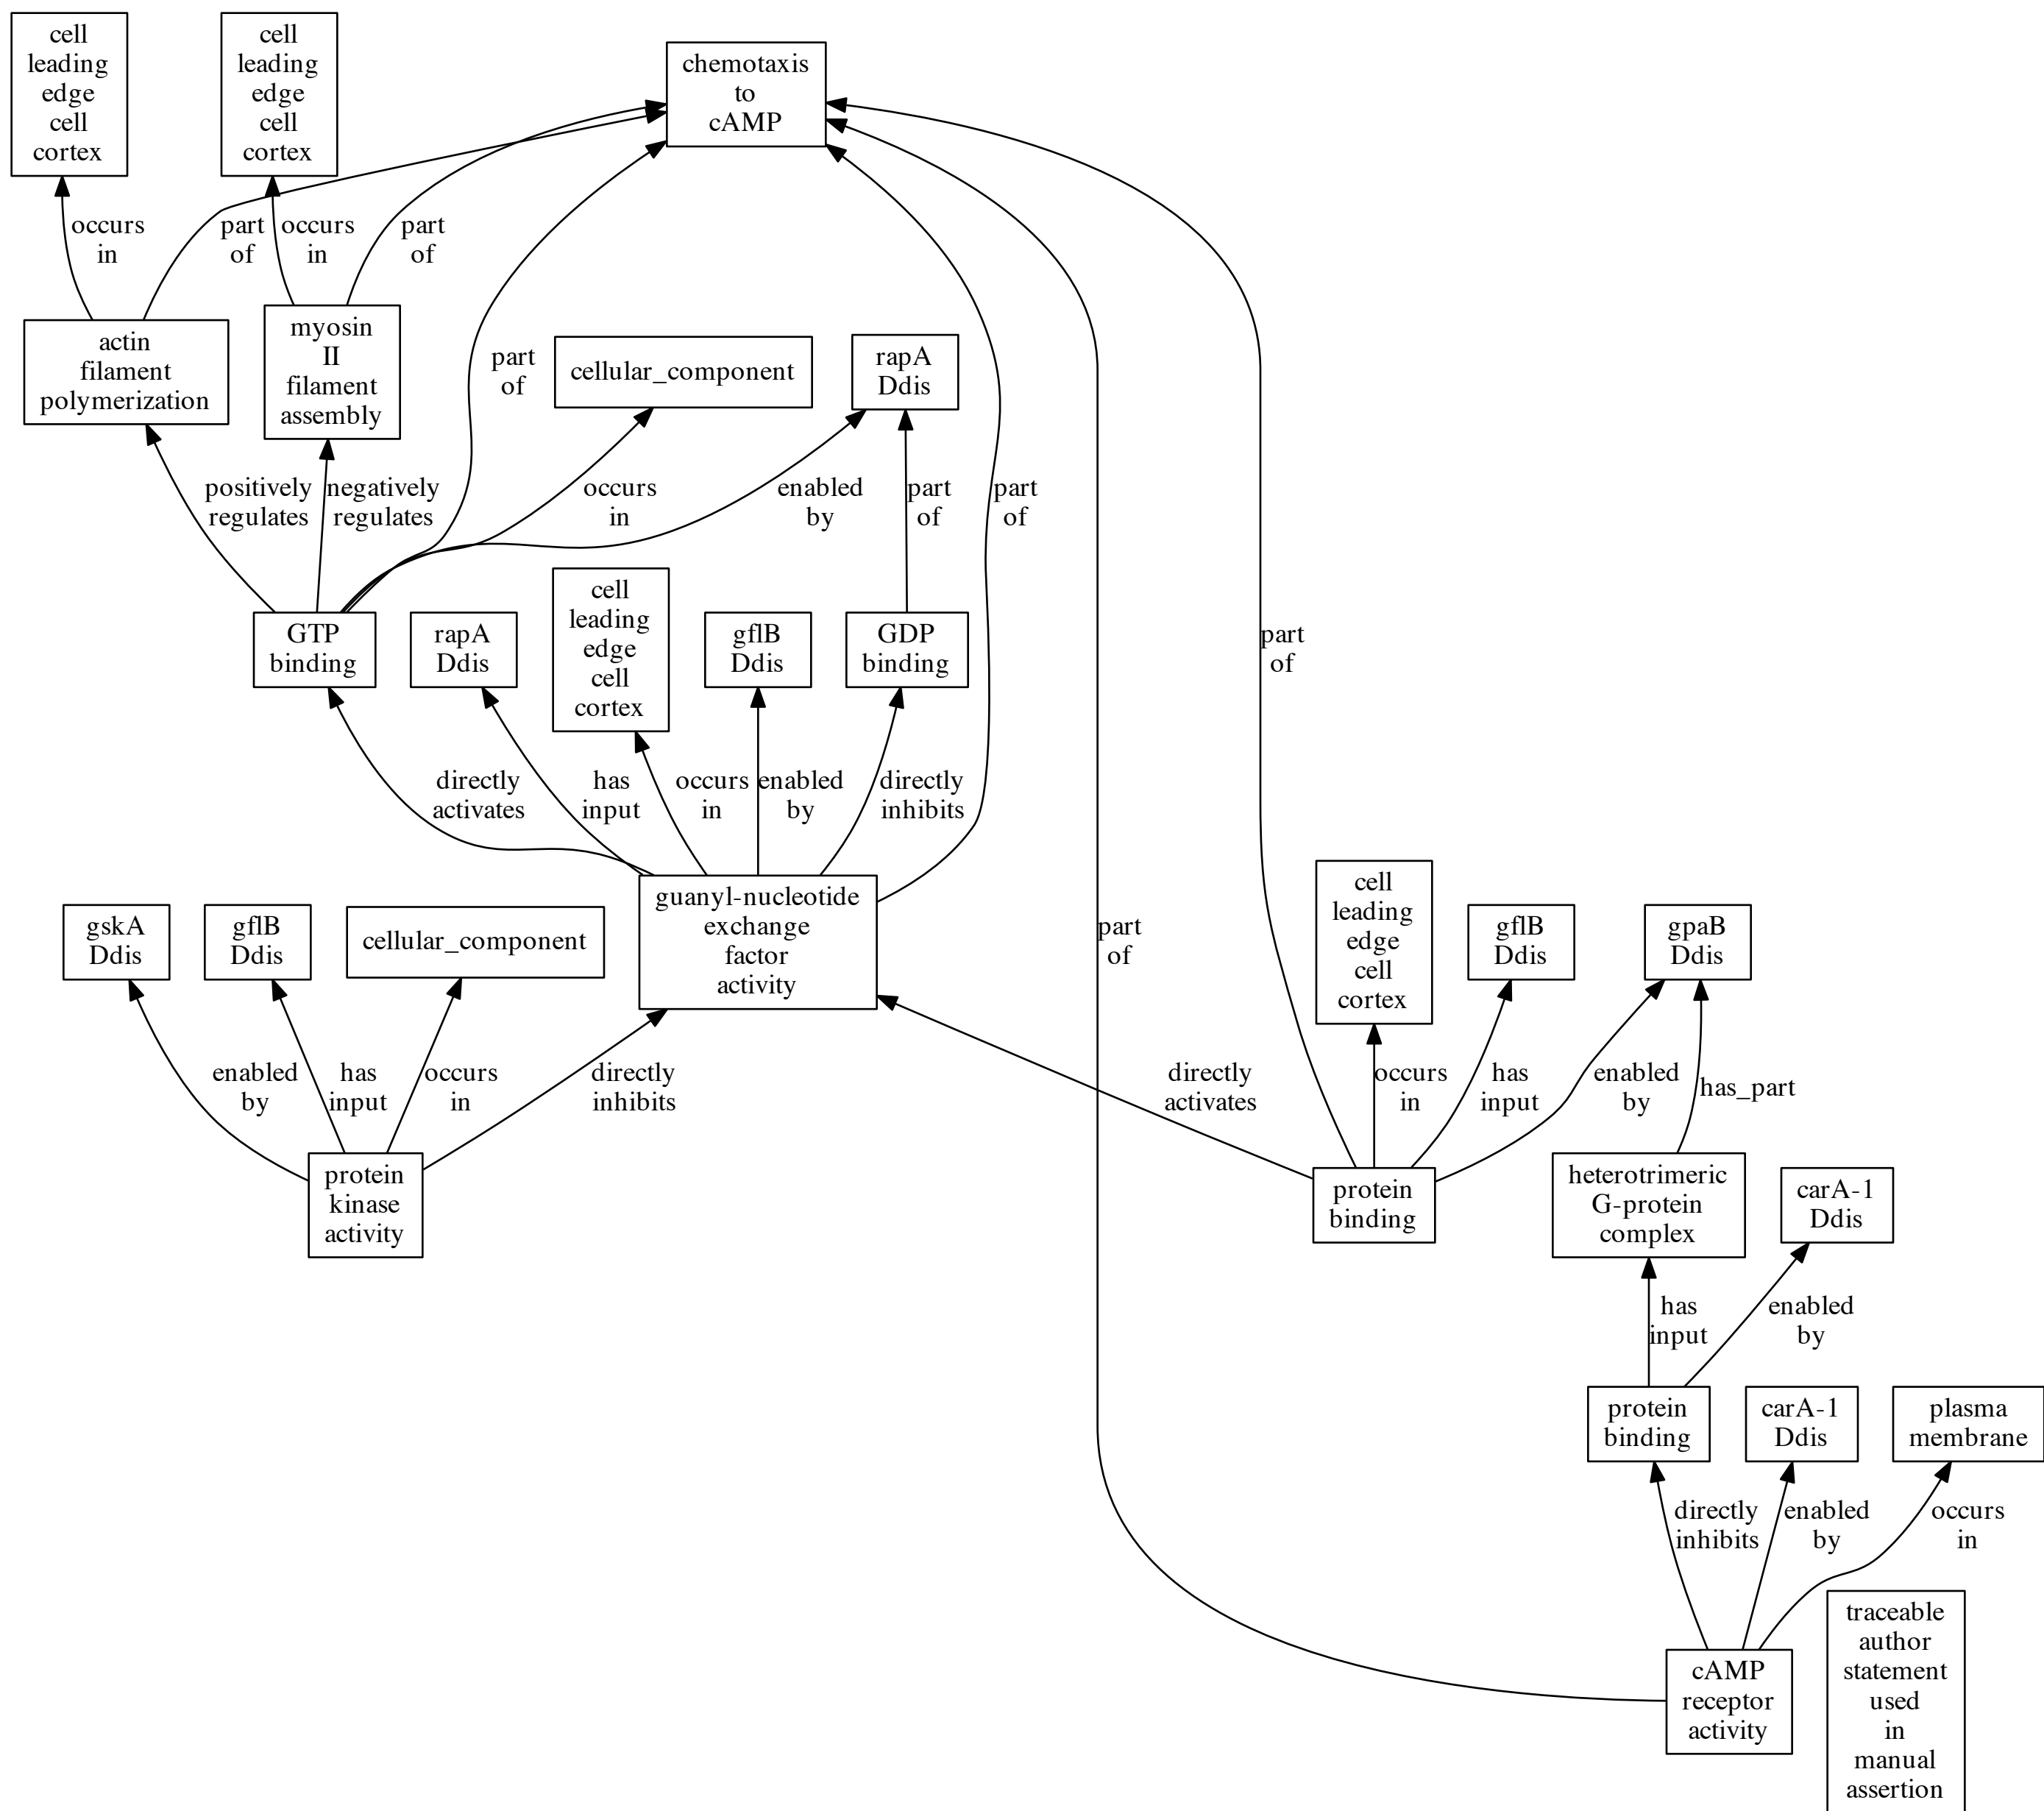 cell
leading
edge
cell
cortex
cell
leading
edge
cell
cortex
chemotaxis
to
cAMP
occurs
in
part
of
occurs
in
part
of
actin
filament
polymerization
myosin
II
filament
assembly
part
of
cellular_component
rapA
Ddis
positively
regulates
negatively
regulates
occurs
in
enabled
by
part
of
part
of
GTP
binding
rapA
Ddis
cell
leading
edge
cell
cortex
gflB
Ddis
GDP
binding
part
of
directly
activates
has
input
occurs
in
enabled
by
directly
inhibits
gskA
Ddis
gflB
Ddis
cellular_component
guanyl-nucleotide
exchange
factor
activity
part
of
cell
leading
edge
cell
cortex
gflB
Ddis
gpaB
Ddis
enabled
by
has
input
occurs
in
directly
inhibits
directly
activates
occurs
in
has
input
enabled
by
has_part
protein
kinase
activity
protein
binding
heterotrimeric
G-protein
complex
carA-1
Ddis
has
input
enabled
by
protein
binding
carA-1
Ddis
plasma
membrane
directly
inhibits
enabled
by
occurs
in
cAMP
receptor
activity
traceable
author
statement
used
in
manual
assertion